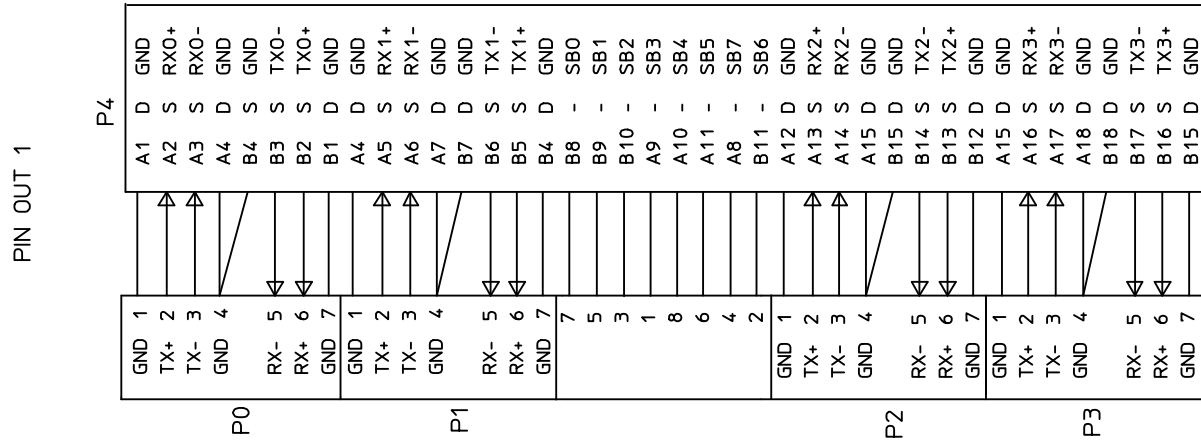 PIN OUT 1
P4
GND 1 A1 D GND
TX+ 2 A2 S RX0+
TX- 3 A3 S RX0-
GND 4 A4 D GND
P0 B4 S GND
RX- 5 B3 S TX0-
RX+ 6 B2 S TX0+
GND 7 B1 D GND
GND 1 A4 D GND
TX+ 2 A5 S RX1+
TX- 3 A6 S RX1-
GND 4 A7 D GND
P1 B7 D GND
RX- 5 B6 S TX1-
RX+ 6 B5 S TX1+
GND 7 B4 D GND
7 B8 - SB0
5 B9 - SB1
3 B10 - SB2
1 A9 - SB3
8 A10 - SB4
6 A11 - SB5
4 A8 - SB7
2 B11 - SB6
GND 1 A12 D GND
TX+ 2 A13 S RX2+
TX- 3 A14 S RX2-
GND 4 A15 D GND
P2 B15 D GND
RX- 5 B14 S TX2-
RX+ 6 B13 S TX2+
GND 7 B12 D GND
GND 1 A15 D GND
TX+ 2 A16 S RX3+
TX- 3 A17 S RX3-
GND 4 A18 D GND
P3 B18 D GND
RX- 5 B17 S TX3-
RX+ 6 B16 S TX3+
GND 7 B15 D GND